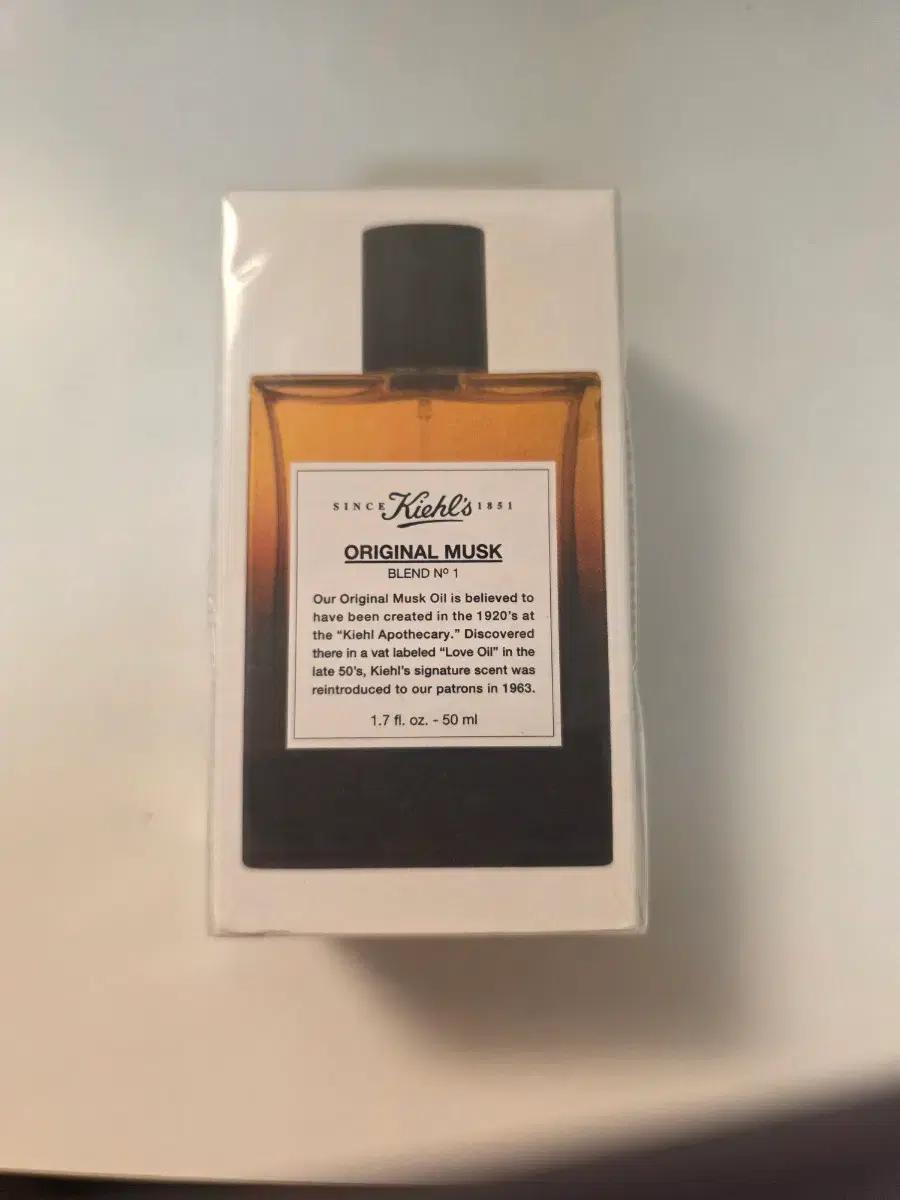 SINCE Kiehl's 1851
ORIGINAL MUSK
BLEND Nº 1
Our Original Musk Oil is believed to
have been created in the 1920's at
the “Kiehl Apothecary.” Discovered
there in a vat labeled “Love Oil” in the
late 50's, Kiehl's signature scent was
reintroduced to our patrons in 1963.
1.7 fl. oz. - 50 ml